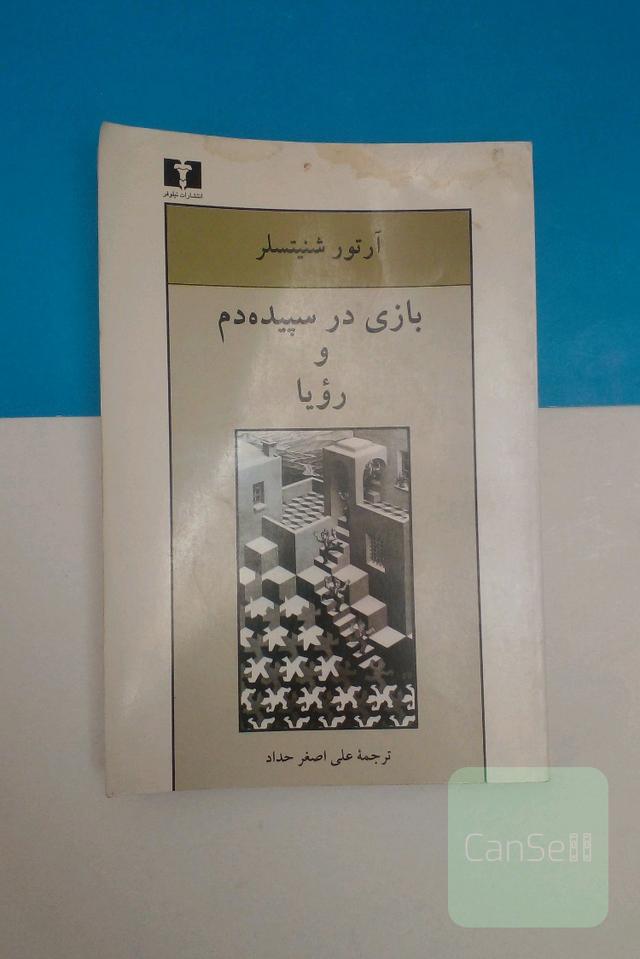 انتشارات نیلوفر
آرتور شنیتسلر
بازی در سپیده‌دم
و
رؤیا
ترجمهٔ علی اصغر حداد
CanSell